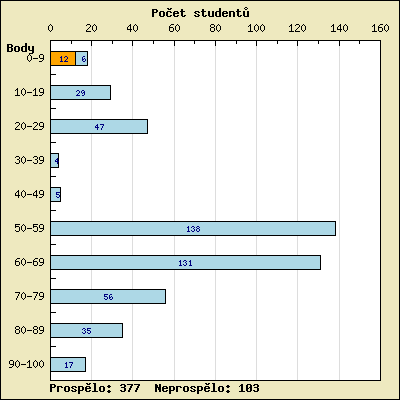 Počet studentů
0 20 40 60 80 100 120 140 160
Body
0-9 12 6
10-19 29
20-29 47
30-39 4
40-49 5
50-59 138
60-69 131
70-79 56
80-89 35
90-100 17
Prospělo: 377 Neprospělo: 103